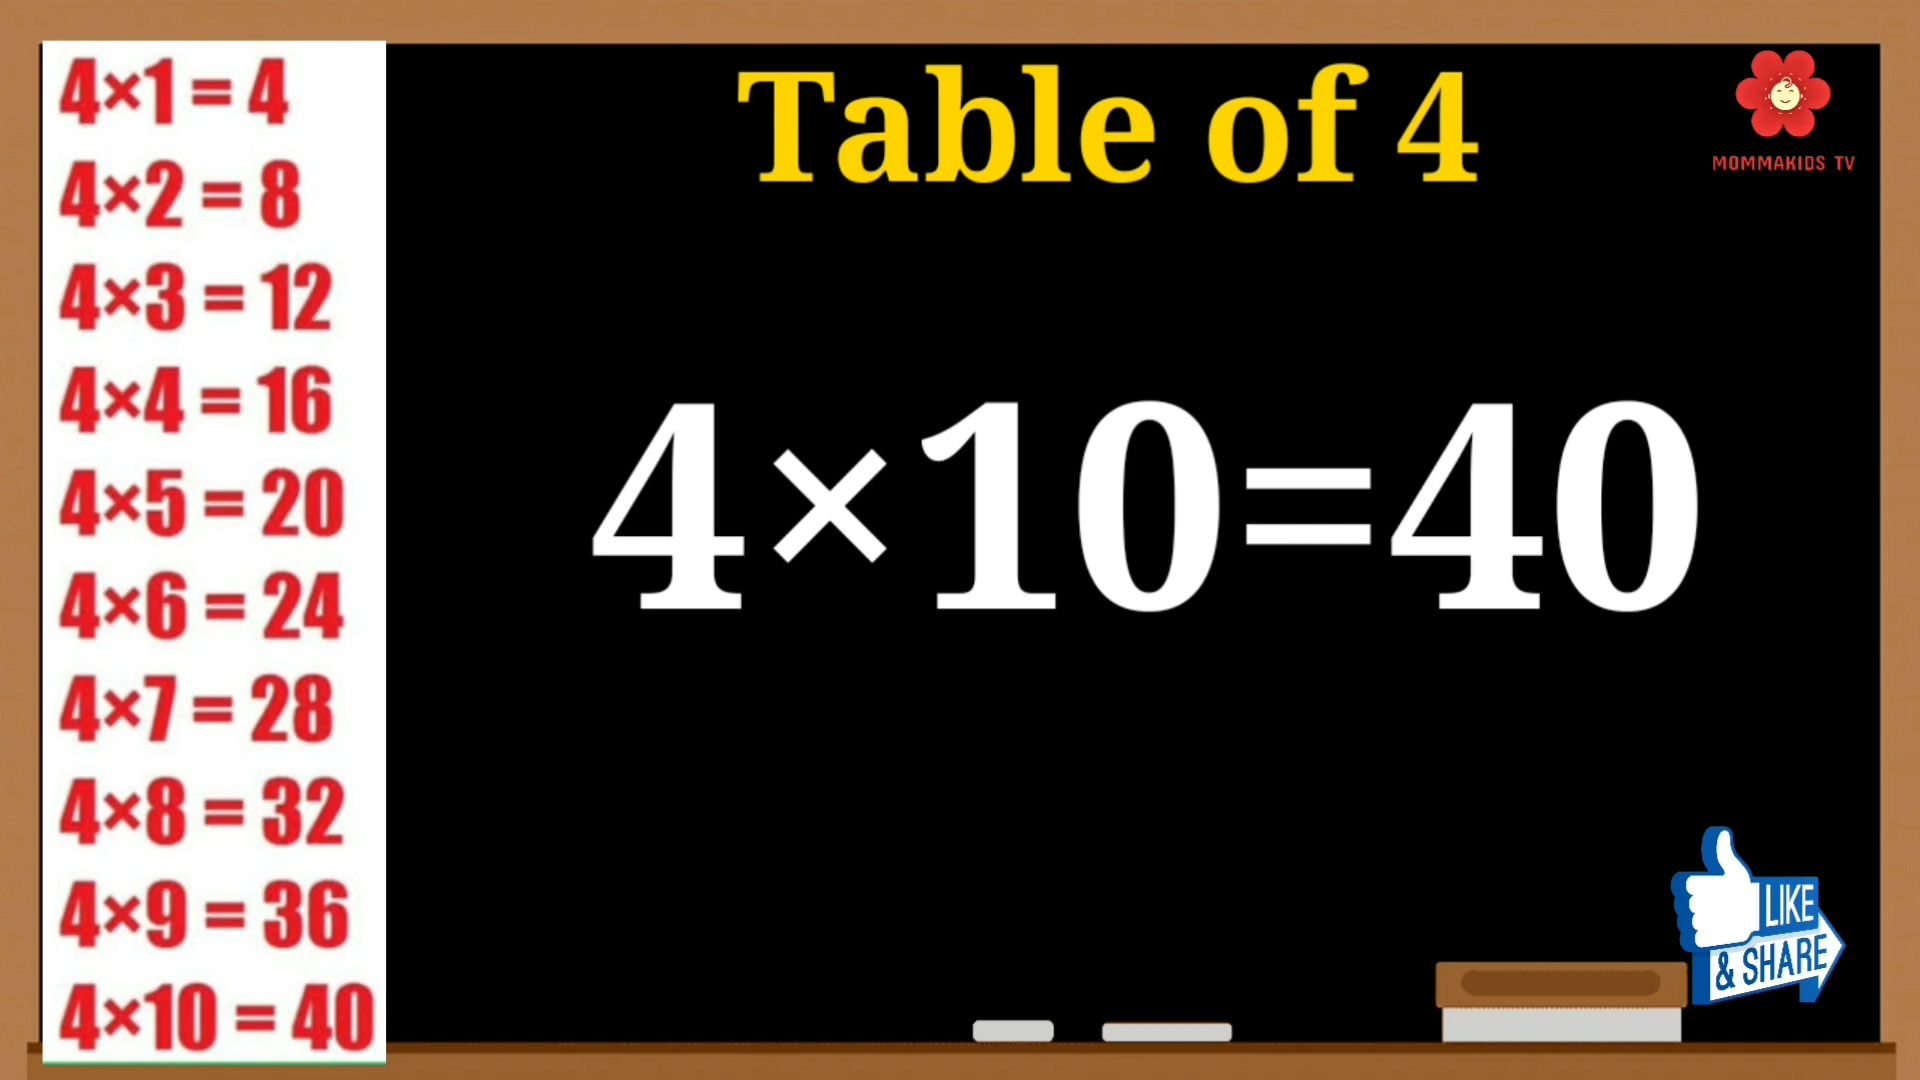 4×1 = 4
4×2 = 8
4×3 = 12
4×4 = 16
4×5 = 20
4×6 = 24
4×7 = 28
4×8 = 32
4×9 = 36
4×10 = 40
Table of 4
MOMMAKIDS TV
4×10=40
LIKE
& SHARE